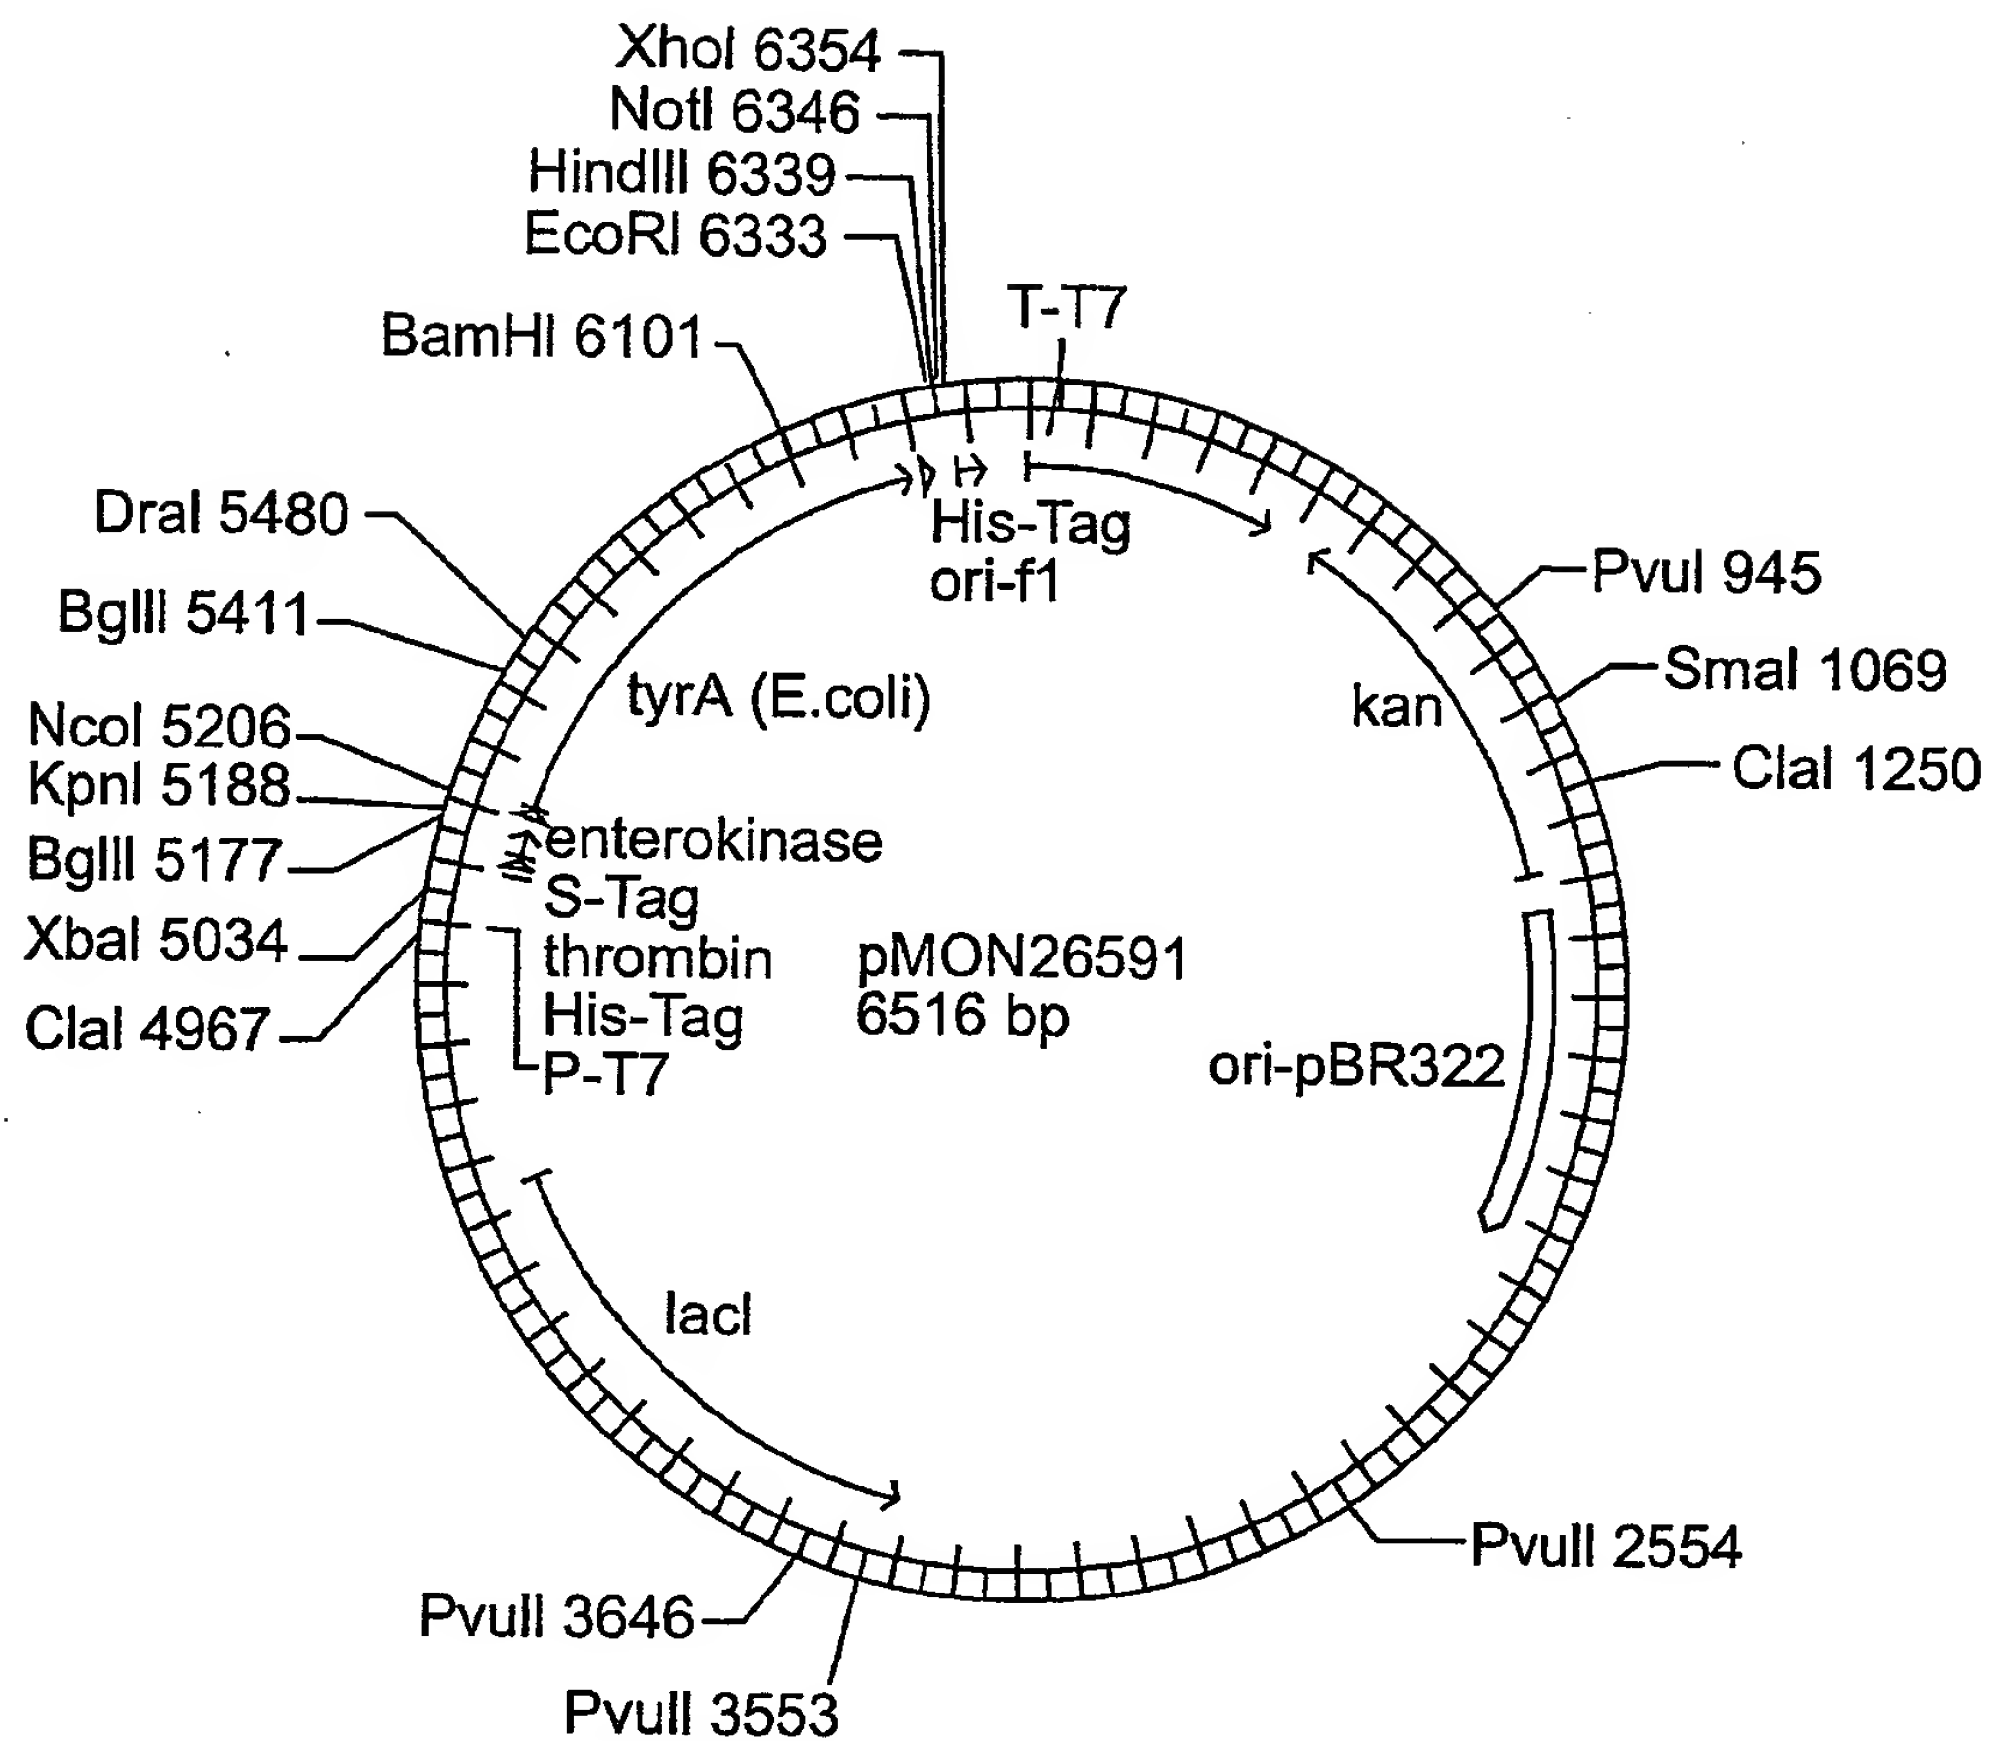 XhoI 6354
NotI 6346
HindIII 6339
EcoRI 6333
T-T7
BamHI 6101
His-Tag
ori-f1
DraI 5480
PvuI 945
BglII 5411
SmaI 1069
tyrA (E.coli)
kan
NcoI 5206
ClaI 1250
KpnI 5188
enterokinase
BglII 5177
S-Tag
XbaI 5034
thrombin
pMON26591
His-Tag
6516 bp
ClaI 4967
P-T7
ori-pBR322
lacI
PvuII 2554
PvuII 3646
PvuII 3553